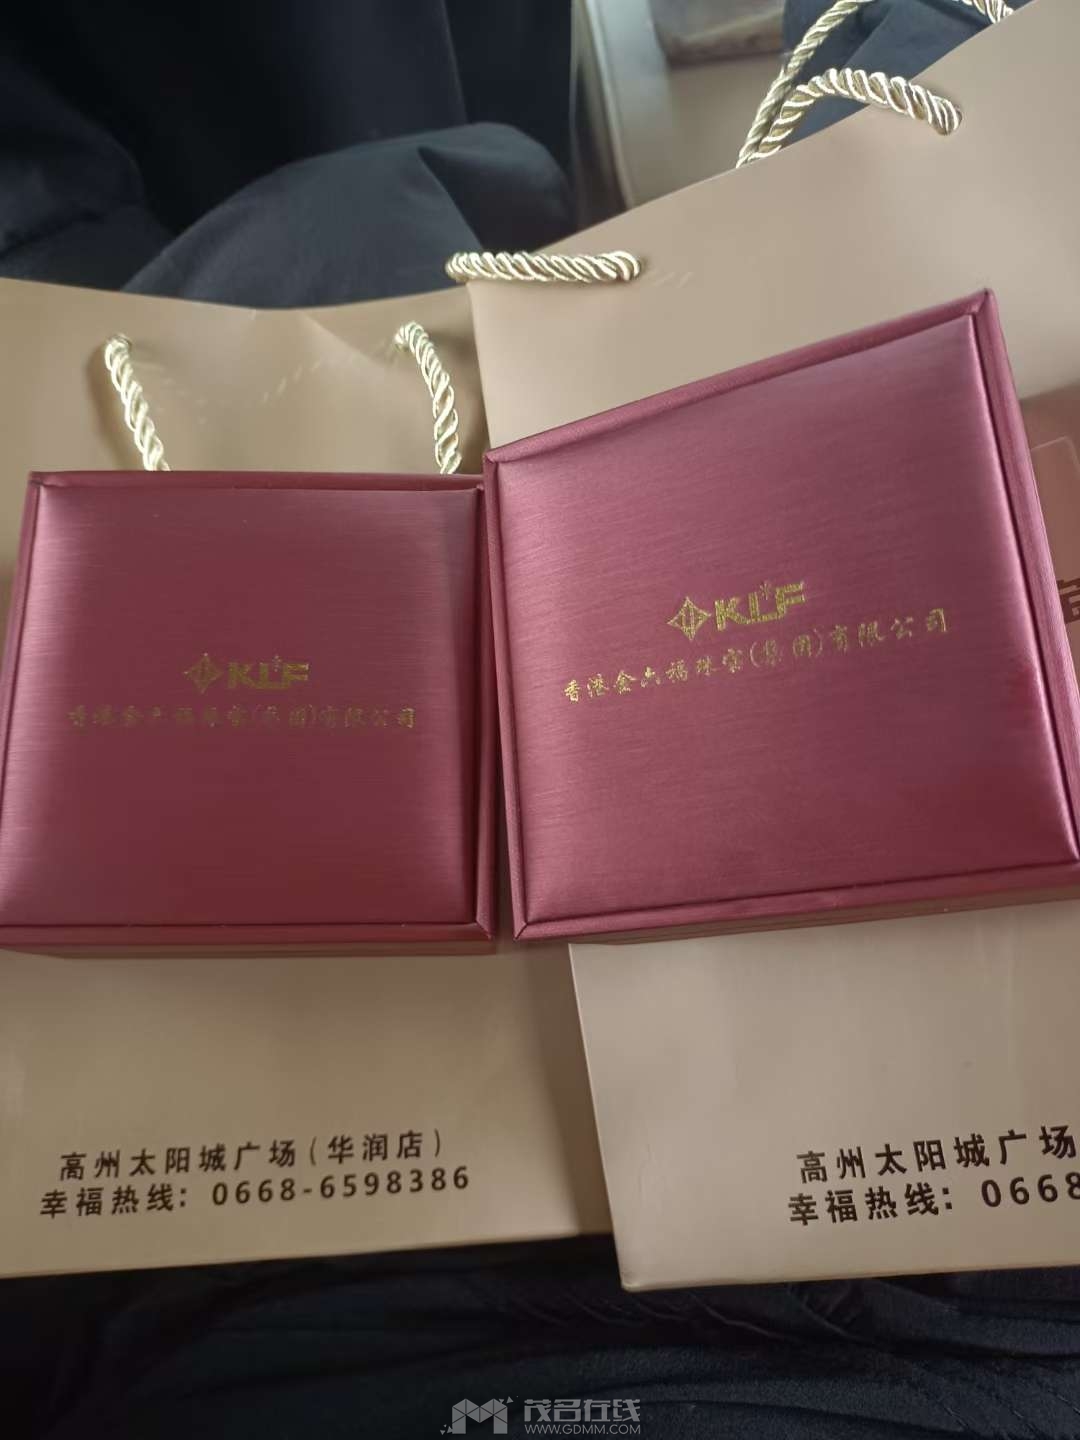 KLF
香港金六福珠宝(集团)有限公司
KLF
香港金六福珠宝(集团)有限公司
高州太阳城广场(华润店)
幸福热线: 0668-6598386
高州太阳城广场
幸福热线: 0668
茂名在线
WWW.GDMM.COM